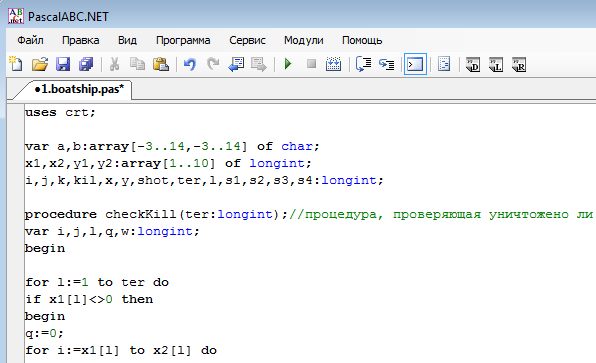 PascalABC.NET
Файл Правка Вид Программа Сервис Модули Помощь
•1.boatship.pas*
uses crt;
var a,b:array[-3..14,-3..14] of char;
x1,x2,y1,y2:array[1..10] of longint;
i,j,k,kil,x,y,shot,ter,l,s1,s2,s3,s4:longint;
procedure checkKill(ter:longint);//процедура, проверяющая уничтожено ли
var i,j,l,q,w:longint;
begin
for l:=1 to ter do
if x1[l]<>0 then
begin
q:=0;
for i:=x1[l] to x2[l] do